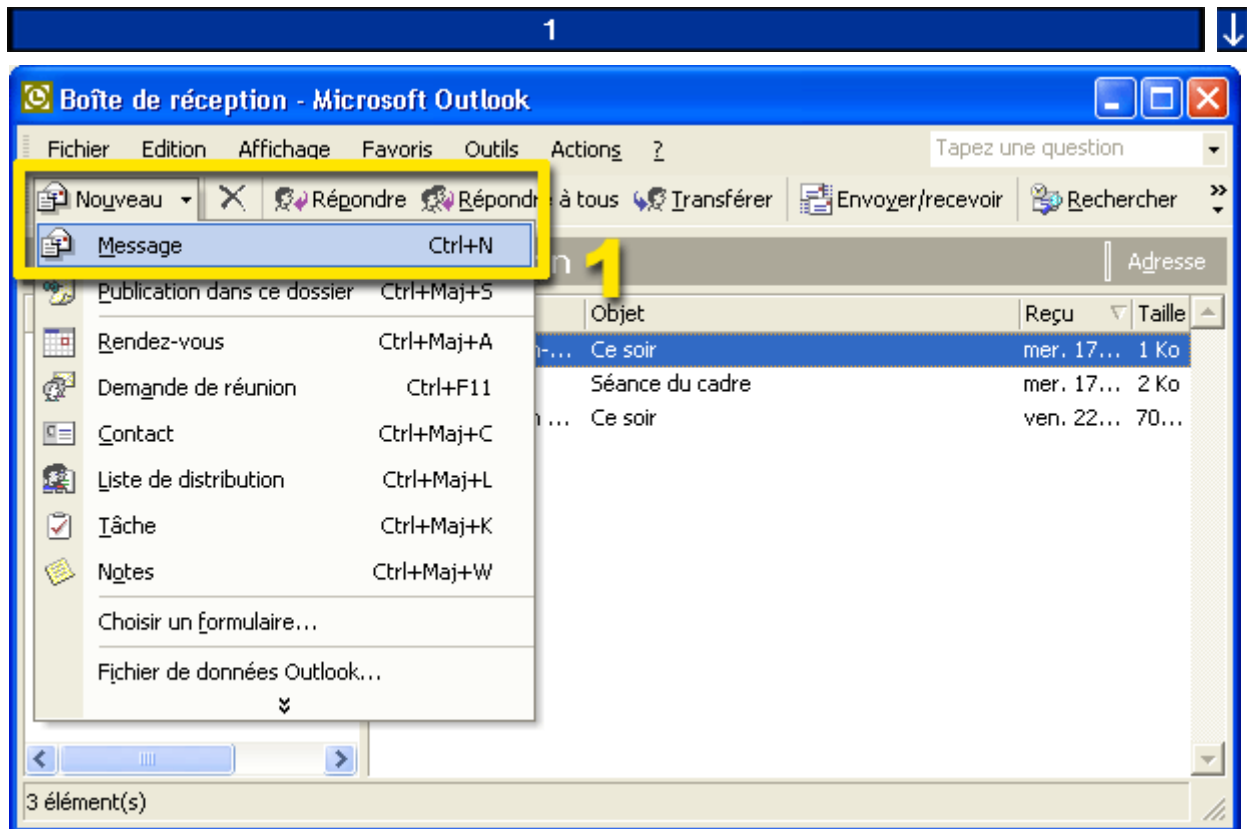 1 ↓
Boîte de réception - Microsoft Outlook
Fichier Edition Affichage Favoris Outils Actions ? Tapez une question
Nouveau Répondre Répondre à tous Transférer Envoyer/recevoir Rechercher
Message Ctrl+N
n 1 Adresse
Publication dans ce dossier Ctrl+Maj+S
Objet Reçu Taille
Rendez-vous Ctrl+Maj+A
Ce soir mer. 17... 1 Ko
Demande de réunion Ctrl+F11
Séance du cadre mer. 17... 2 Ko
Contact Ctrl+Maj+C
... Ce soir ven. 22... 70...
Liste de distribution Ctrl+Maj+L
Tâche Ctrl+Maj+K
Notes Ctrl+Maj+W
Choisir un formulaire...
Fichier de données Outlook...
3 élément(s)